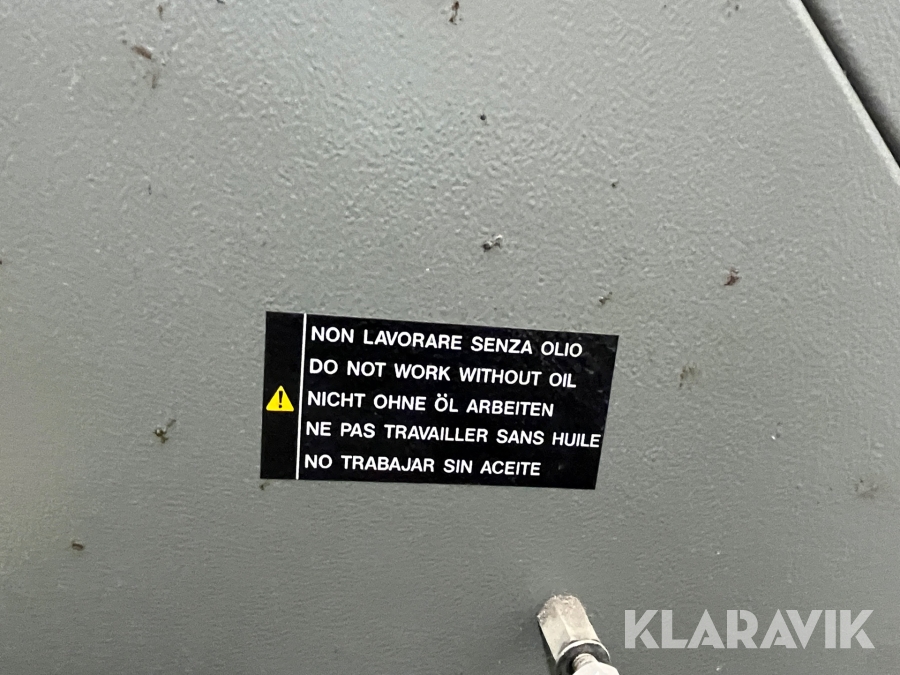 NON LAVORARE SENZA OLIO
DO NOT WORK WITHOUT OIL
NICHT OHNE ÖL ARBEITEN
NE PAS TRAVAILLER SANS HUILE
NO TRABAJAR SIN ACEITE
KLARAVIK